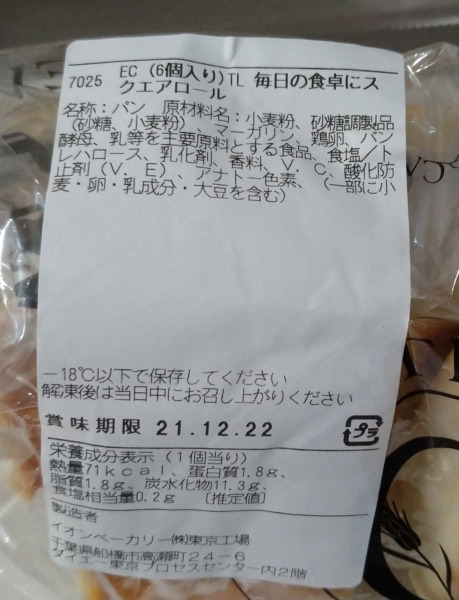 7025 EC（6個入り）TL 毎日の食卓にス
クエアロール
名称：パン　原材料名：小麦粉、砂糖調製品
（砂糖、小麦粉）、マーガリン、鶏卵、パン
酵母、乳等を主要原料とする食品、食塩／ト
レハロース、乳化剤、香料、V．C、酸化防
止剤（V．E）、アナトー色素、（一部に小
麦・卵・乳成分・大豆を含む）
－18℃以下で保存してください
解凍後は当日中にお召し上がりください
賞味期限 21.12.22
プラ
栄養成分表示（1個当り）
熱量71kcal、蛋白質1.8g、
脂質1.8g、炭水化物11.3g、
食塩相当量0.2g　［推定値］
製造者
イオンベーカリー㈱東京工場
千葉県船橋市高瀬町24－6
ダイエー東京プロセスセンター内2階